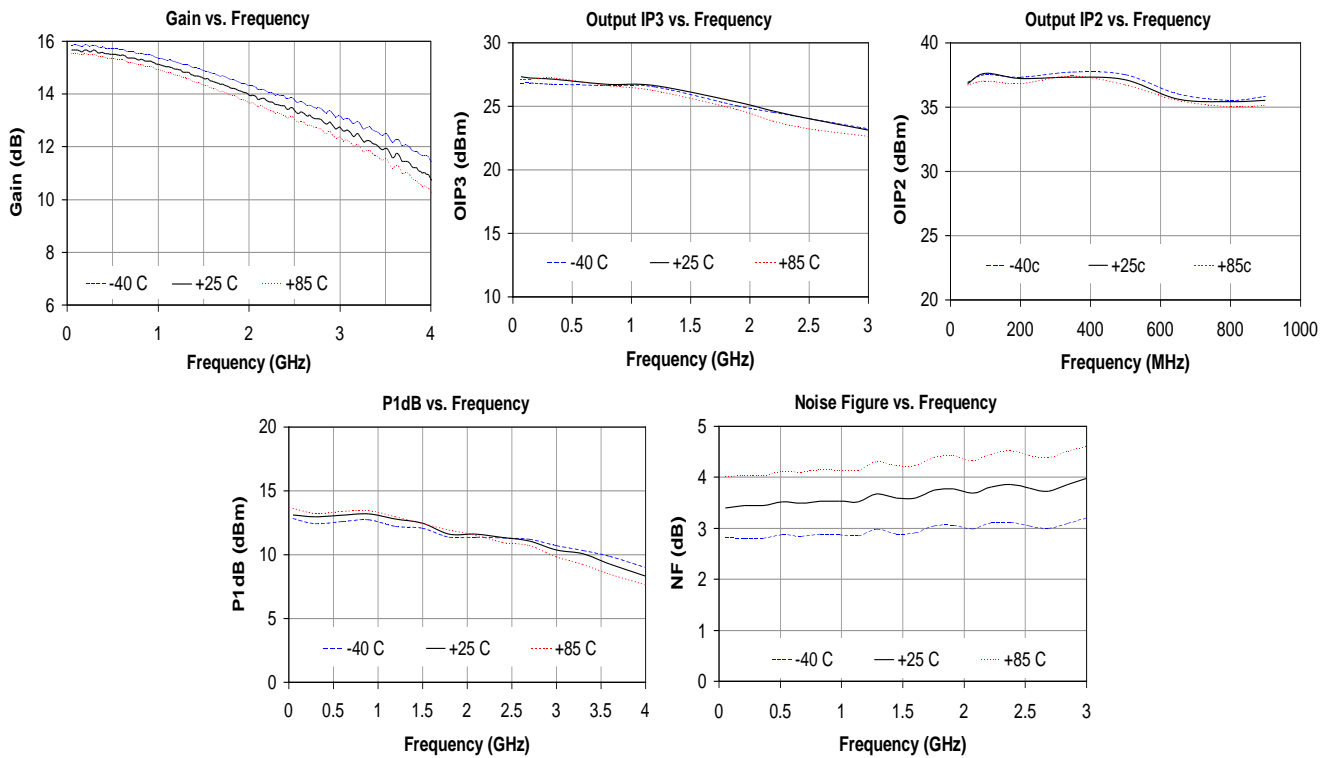 Gain vs. Frequency
16
14
12
10
8
6
Gain (dB)
-40 C
+25 C
+85 C
0
1
2
3
4
Frequency (GHz)
Output IP3 vs. Frequency
30
25
20
15
10
OIP3 (dBm)
-40 C
+25 C
+85 C
0
0.5
1
1.5
2
2.5
3
Frequency (GHz)
Output IP2 vs. Frequency
40
35
30
25
20
OIP2 (dBm)
-40c
+25c
+85c
0
200
400
600
800
1000
Frequency (MHz)
P1dB vs. Frequency
20
15
10
5
0
P1dB (dBm)
-40 C
+25 C
+85 C
0
0.5
1
1.5
2
2.5
3
3.5
4
Frequency (GHz)
Noise Figure vs. Frequency
5
4
3
2
1
0
NF (dB)
-40 C
+25 C
+85 C
0
0.5
1
1.5
2
2.5
3
Frequency (GHz)